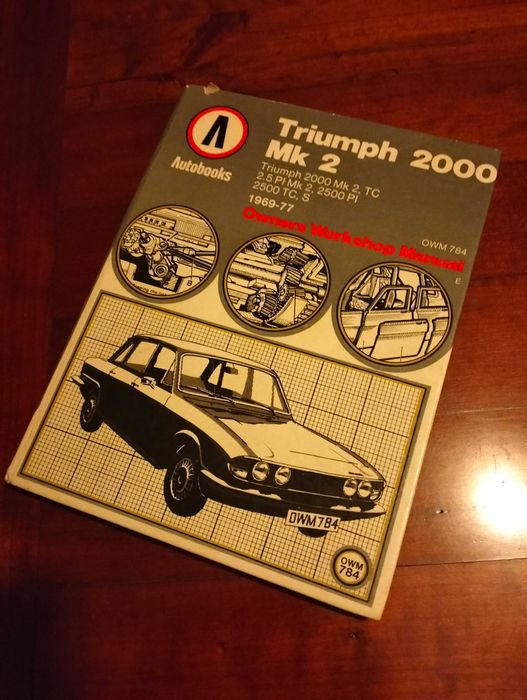 Autobooks
Triumph 2000
Mk 2
Triumph 2000 Mk 2, TC
2.5 PI Mk 2, 2500 PI
2500 TC, S
1969-77
OWM 784
Owners Workshop Manual
E
8
OWM 784
OWM
784